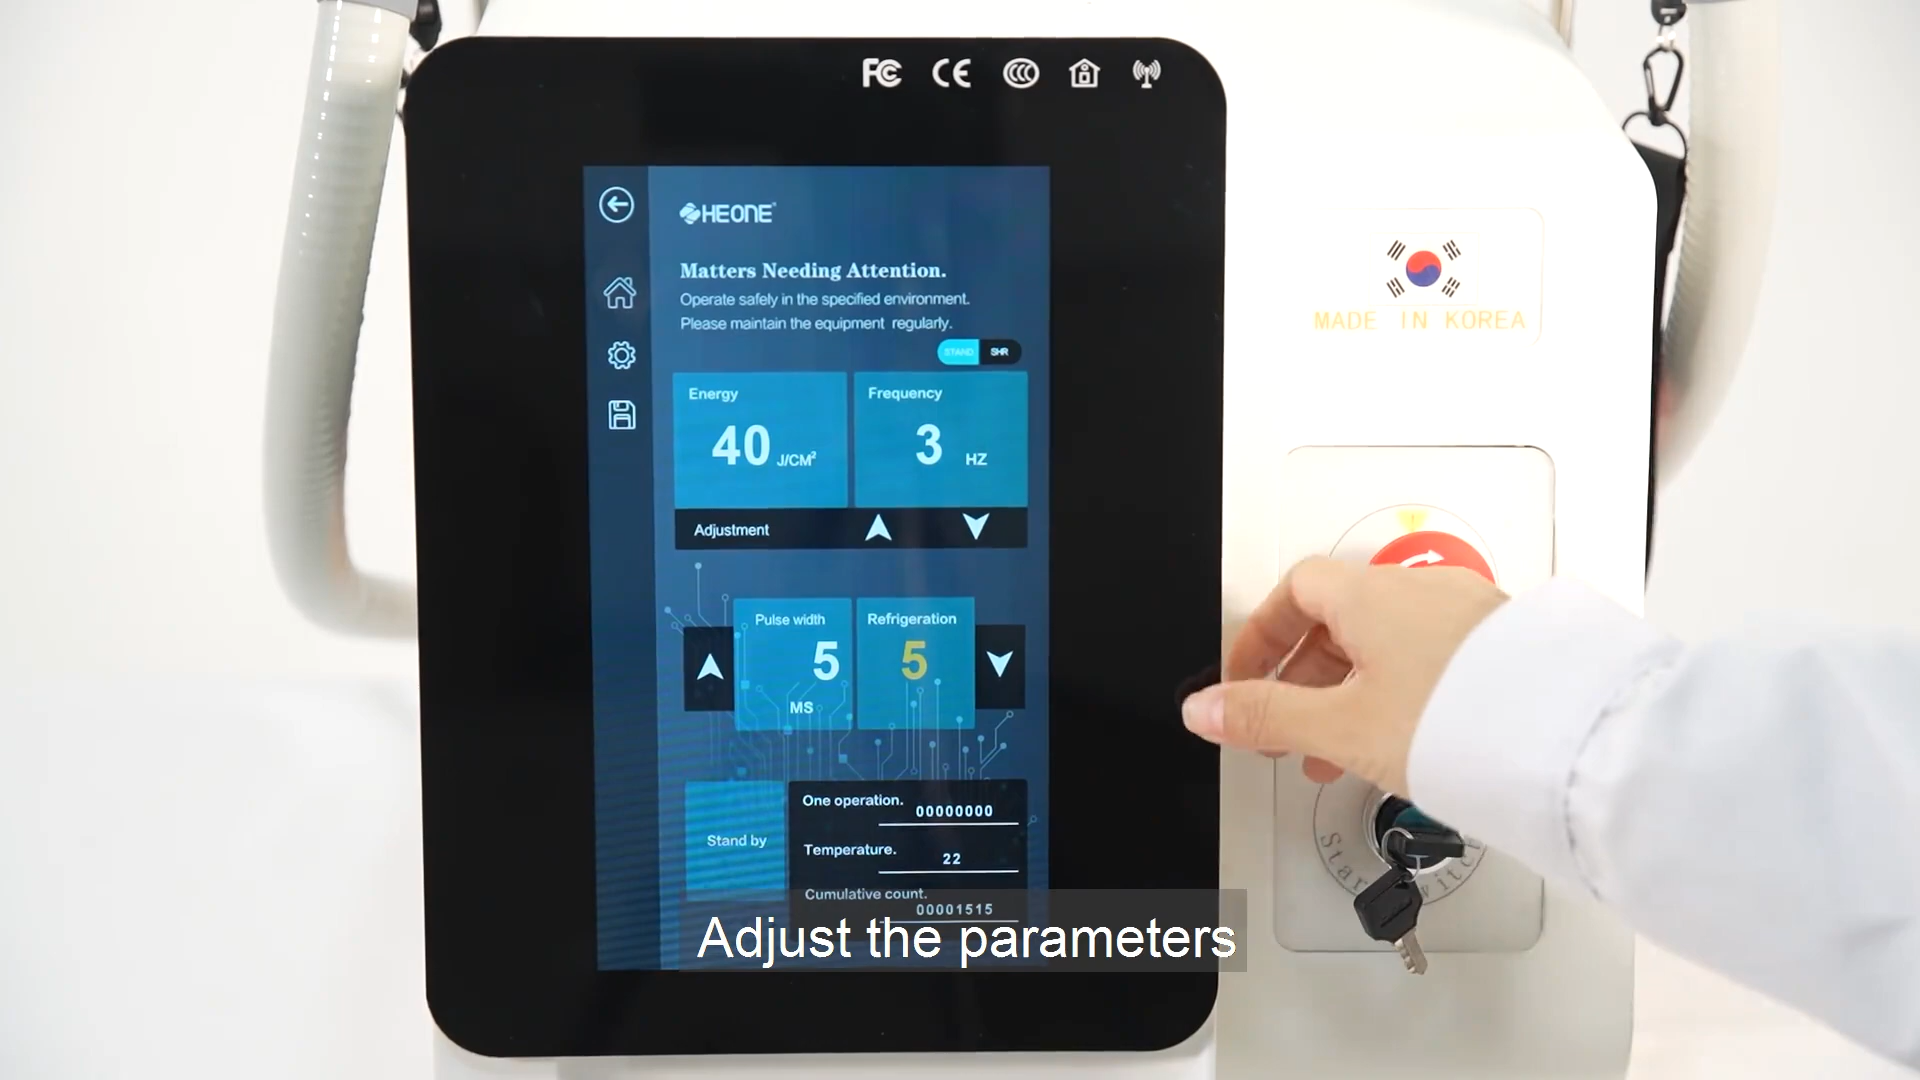 FC CE
HEONE
Matters Needing Attention.
Operate safely in the specified environment.
Please maintain the equipment regularly.
STAND SHR
Energy
40 J/CM²
Frequency
3 HZ
Adjustment
Pulse width
5
MS
Refrigeration
5
Stand by
One operation. 00000000
Temperature. 22
Cumulative count. 00001515
MADE IN KOREA
Adjust the parameters